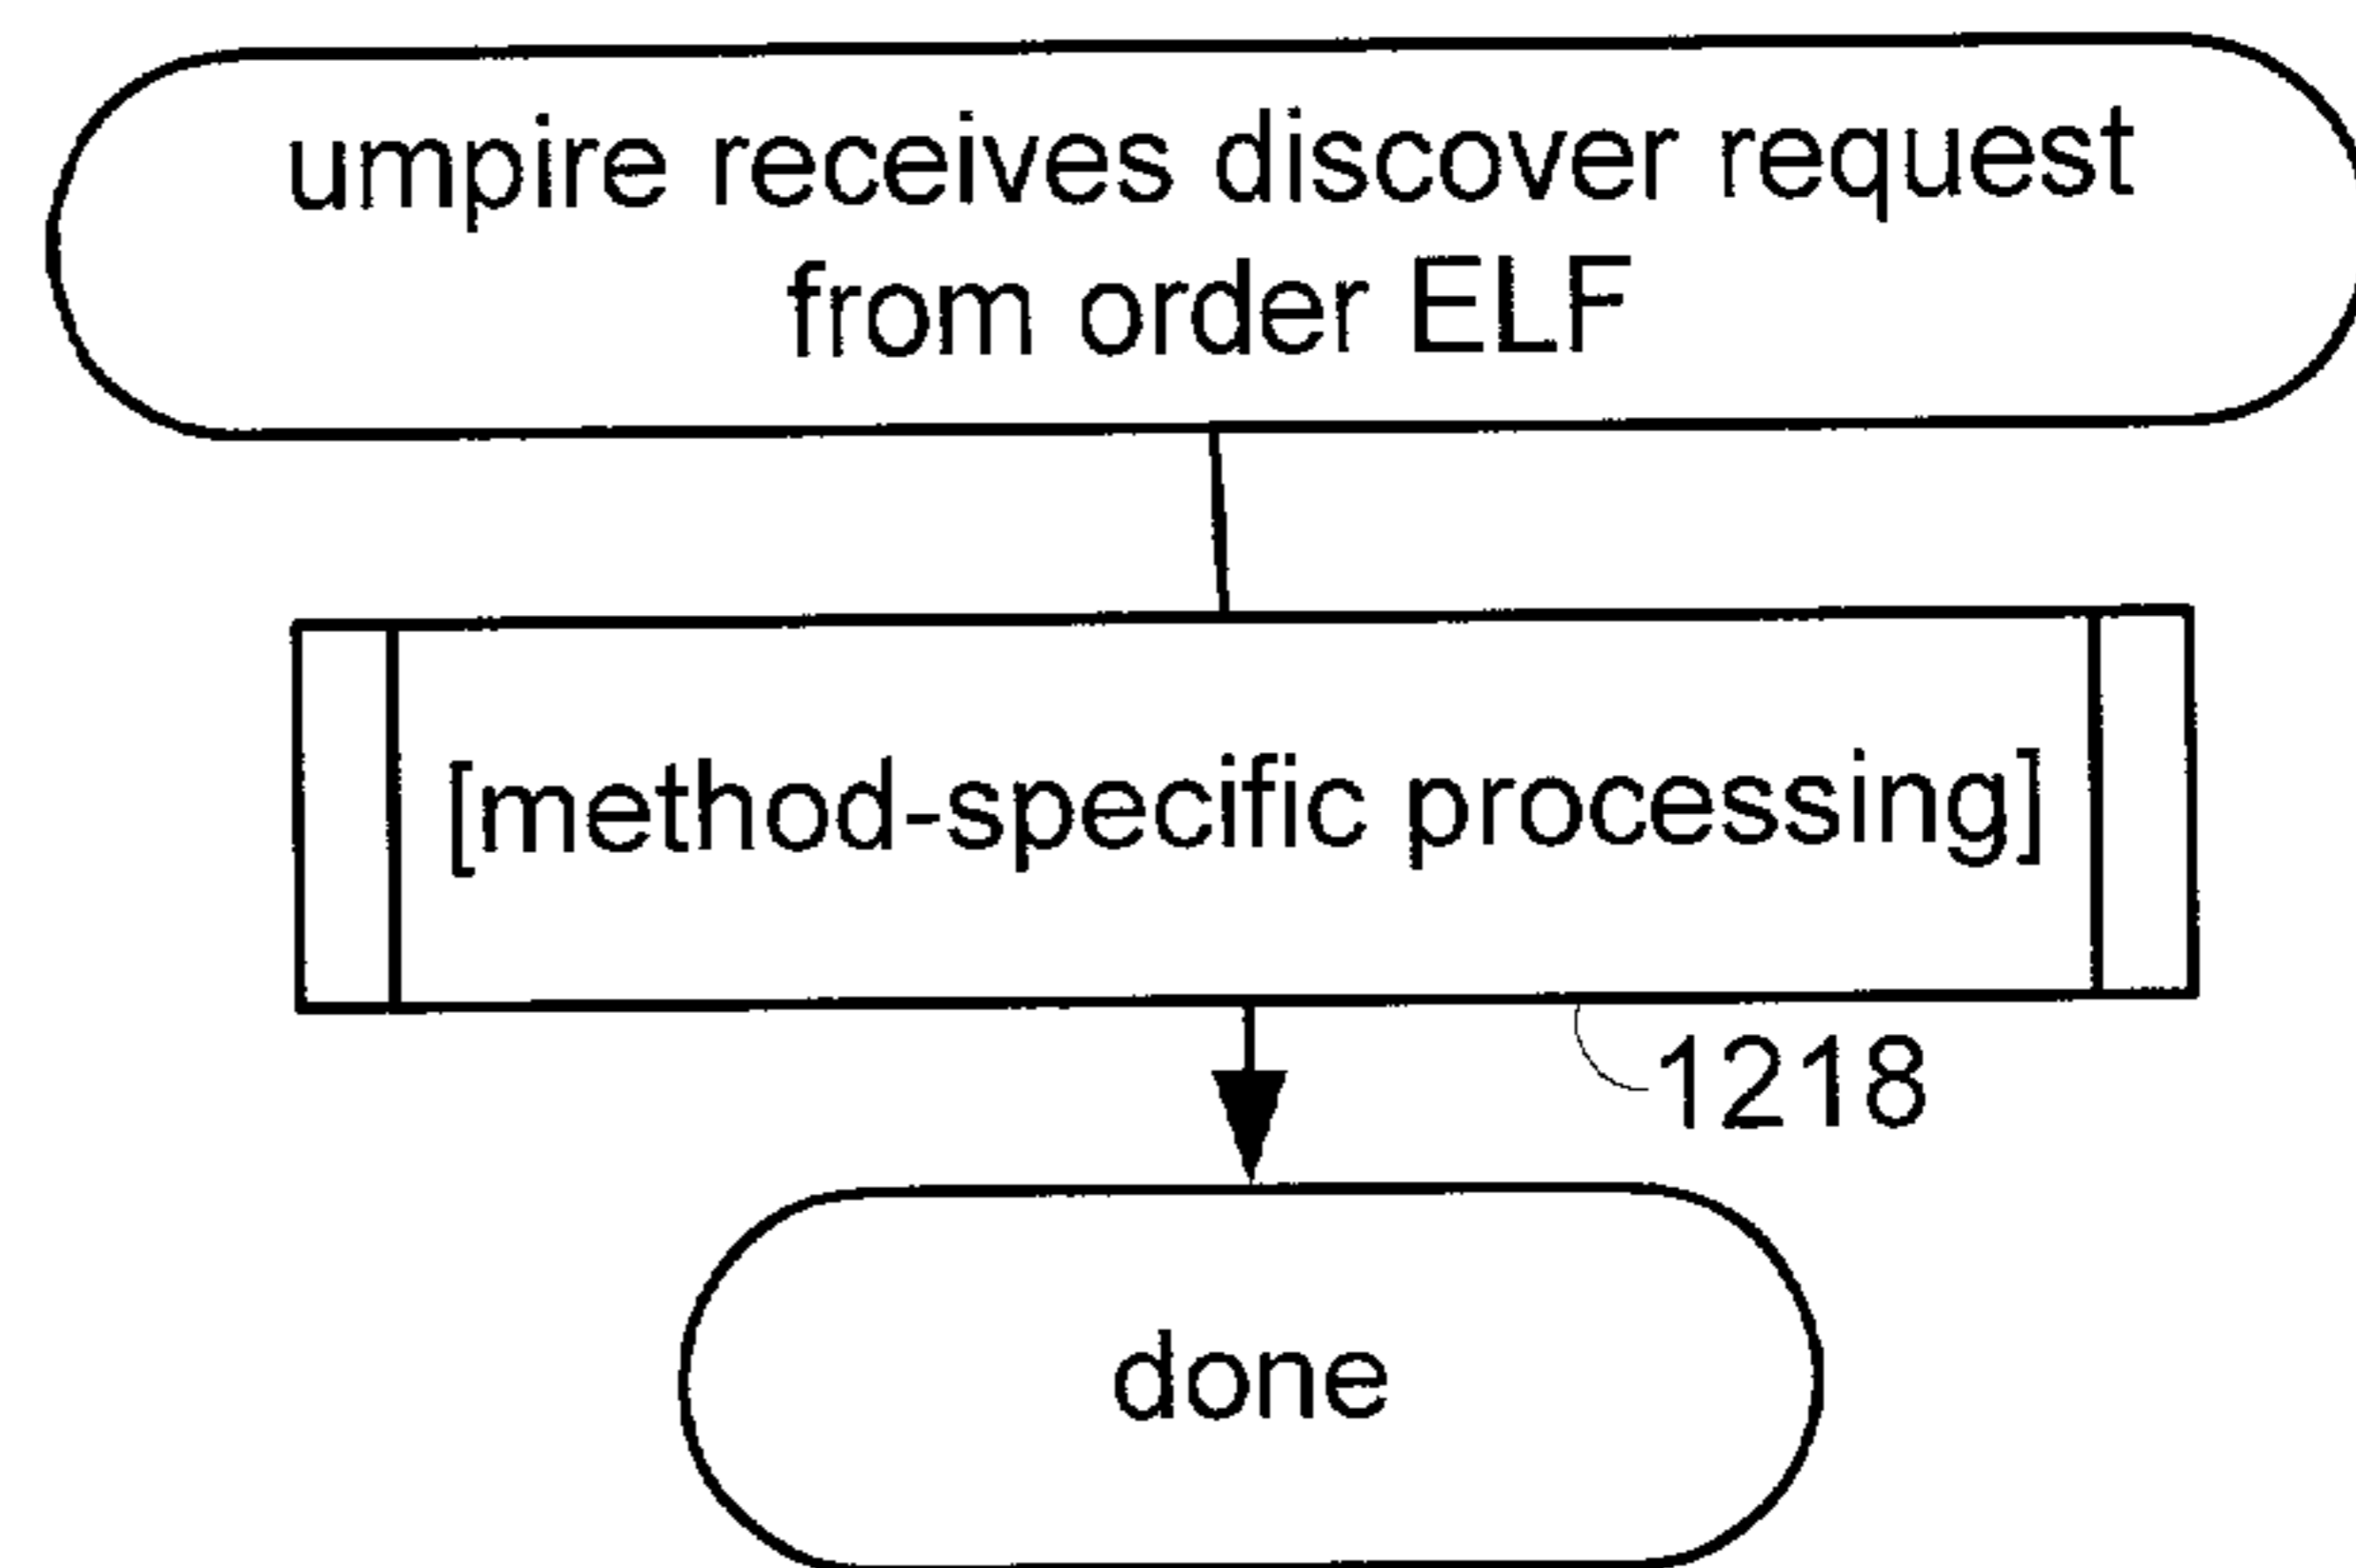 umpire receives discover request
from order ELF
[method-specific processing]
1218
done